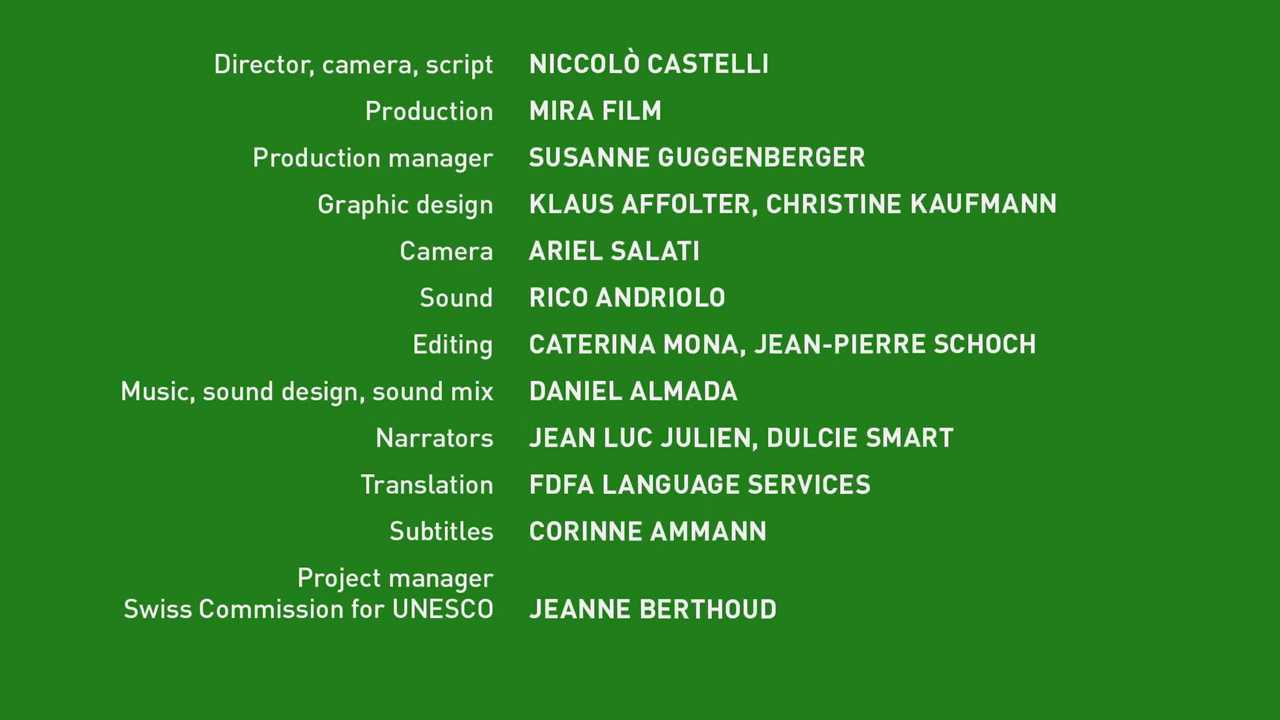 Director, camera, script NICCOLÒ CASTELLI
Production MIRA FILM
Production manager SUSANNE GUGGENBERGER
Graphic design KLAUS AFFOLTER, CHRISTINE KAUFMANN
Camera ARIEL SALATI
Sound RICO ANDRIOLO
Editing CATERINA MONA, JEAN-PIERRE SCHOCH
Music, sound design, sound mix DANIEL ALMADA
Narrators JEAN LUC JULIEN, DULCIE SMART
Translation FDFA LANGUAGE SERVICES
Subtitles CORINNE AMMANN
Project manager
Swiss Commission for UNESCO JEANNE BERTHOUD